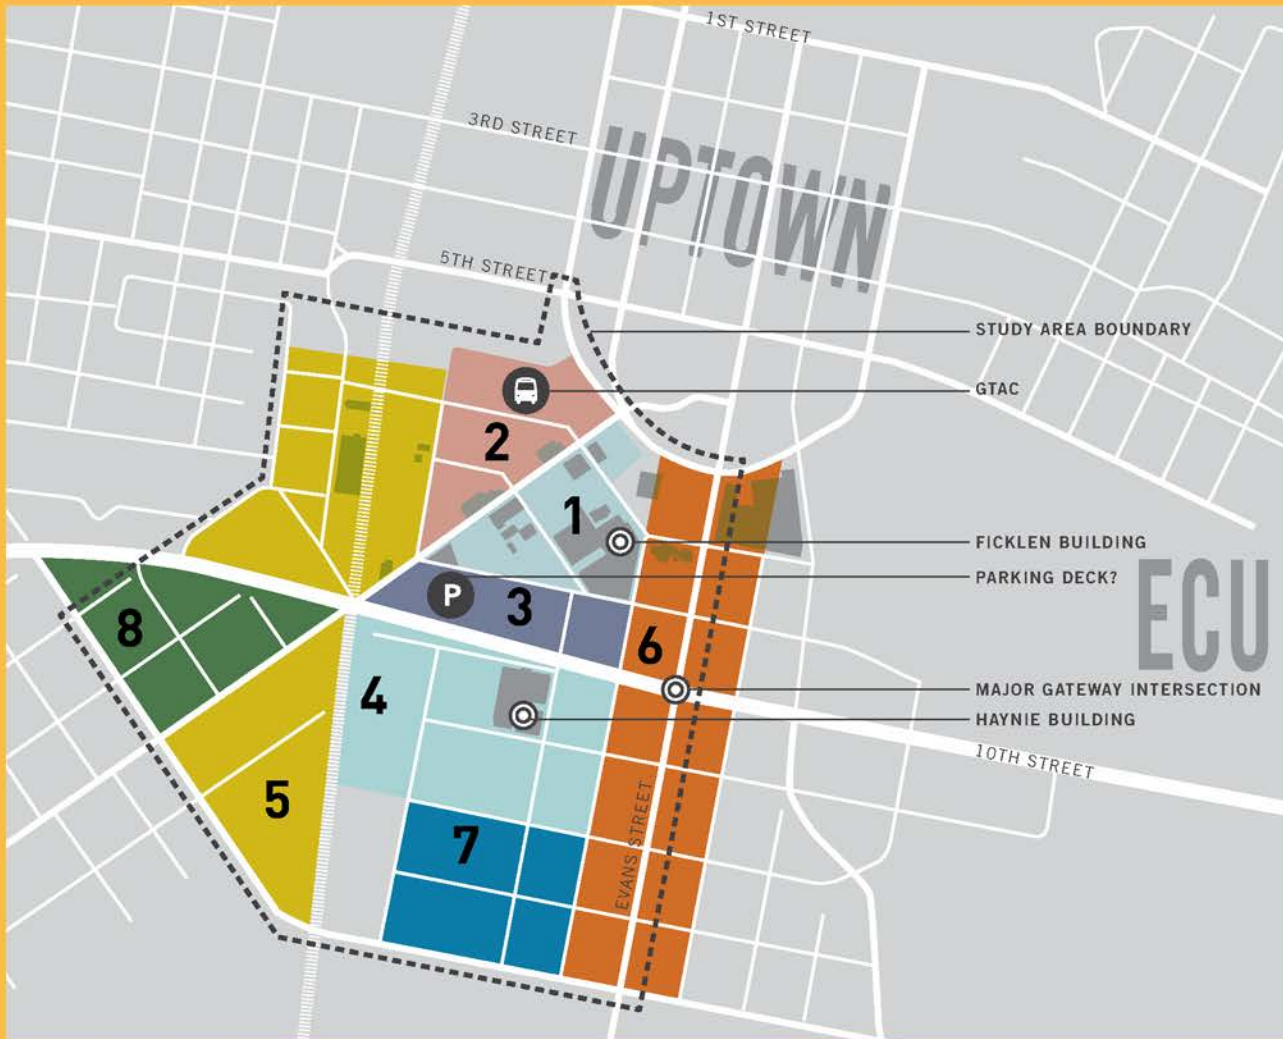 1ST STREET
3RD STREET
UPTOWN
5TH STREET
STUDY AREA BOUNDARY
GTAC
2
1
FICKLEN BUILDING
PARKING DECK?
P
3
ECU
8
6
4
MAJOR GATEWAY INTERSECTION
HAYNIE BUILDING
10TH STREET
5
7
EVANS STREET